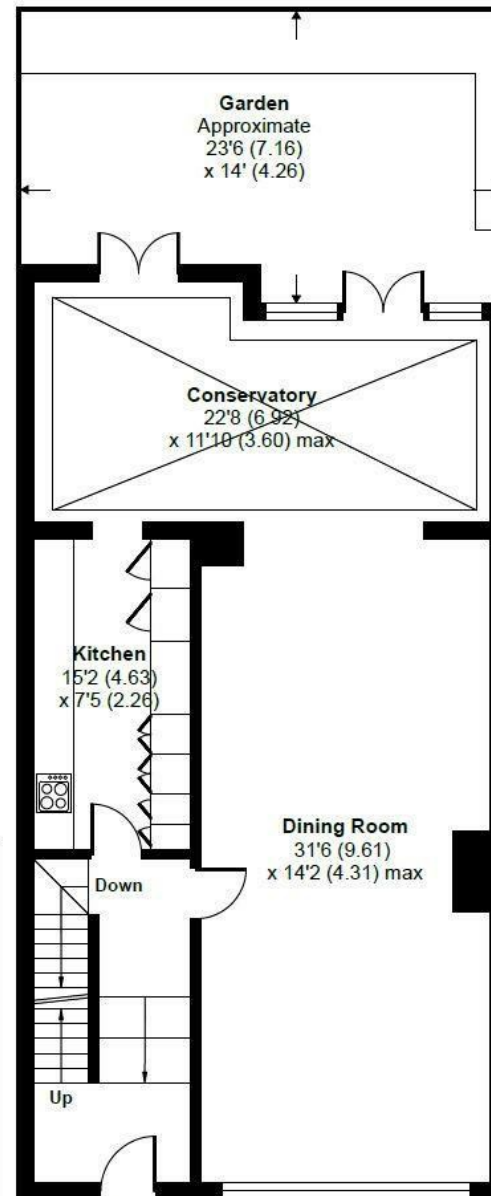 Garden
Approximate
23'6 (7.16)
x 14' (4.26)
Conservatory
22'8 (6.92)
x 11'10 (3.60) max
Kitchen
15'2 (4.63)
x 7'5 (2.26)
Dining Room
31'6 (9.61)
x 14'2 (4.31) max
Down
Up